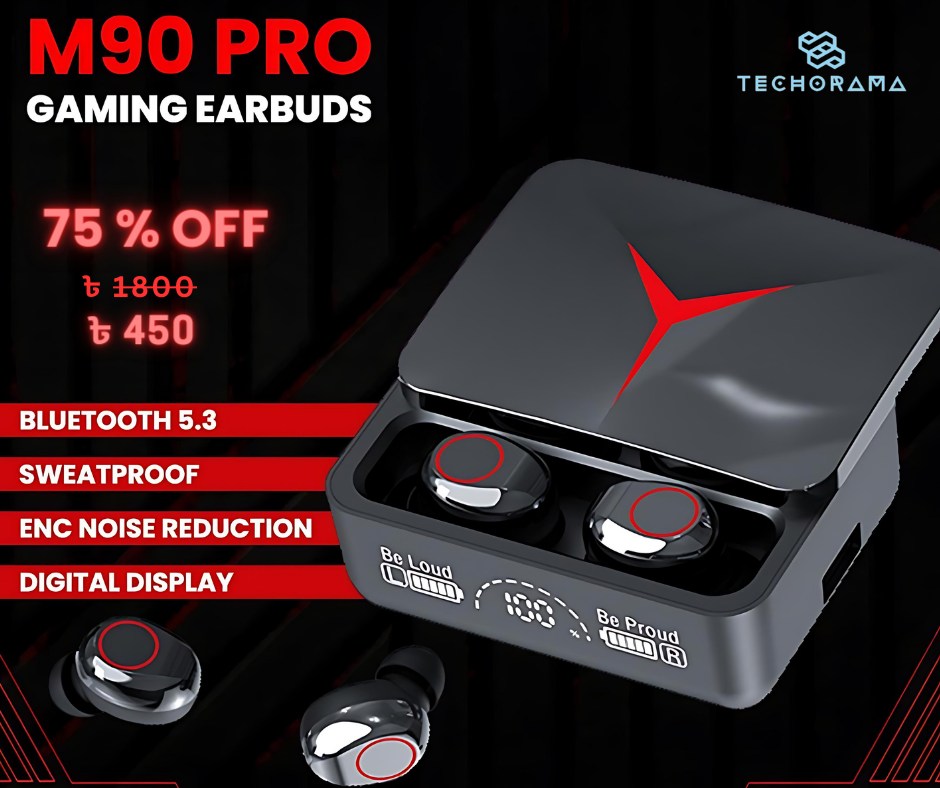 M90 PRO
GAMING EARBUDS
TECHORAMA
75 % OFF
৳ 1800
৳ 450
BLUETOOTH 5.3
SWEATPROOF
ENC NOISE REDUCTION
DIGITAL DISPLAY
Be Loud
L
100 %
Be Proud
R